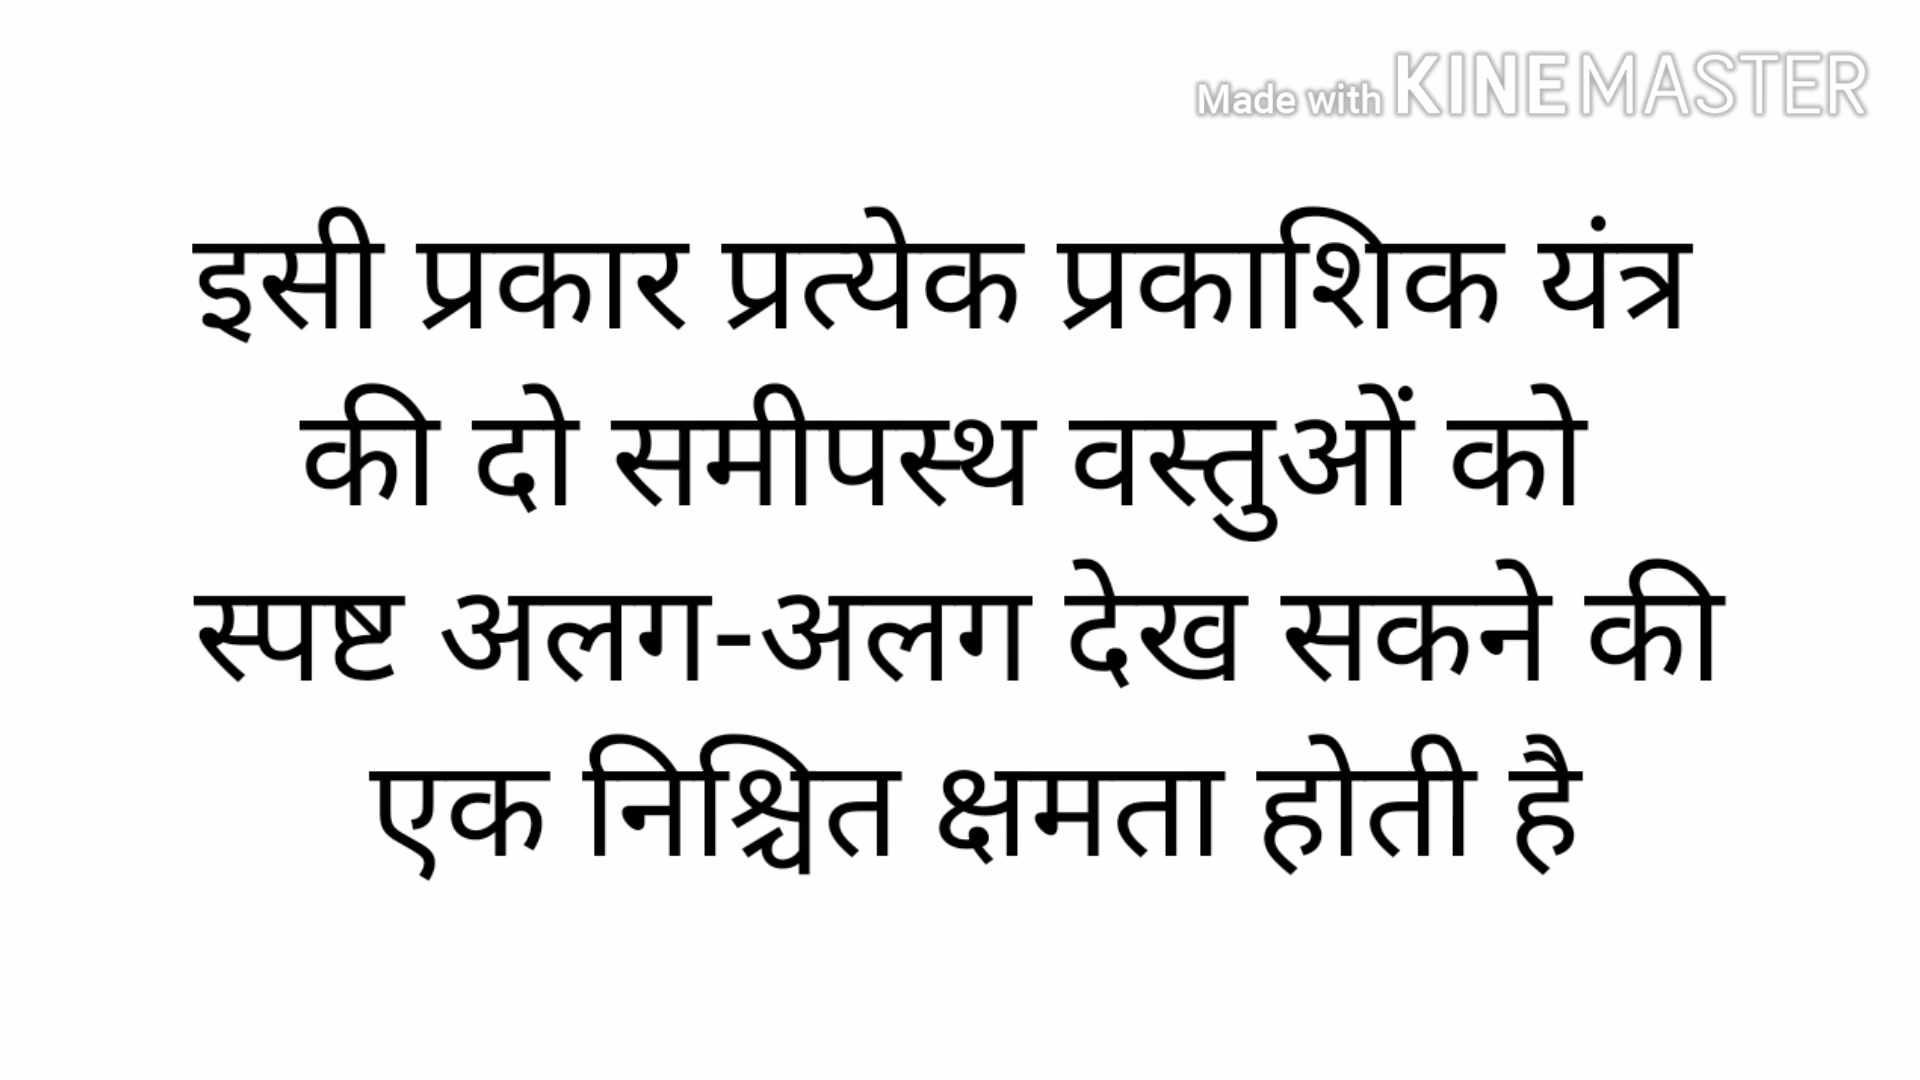 Made with KINEMASTER
इसी प्रकार प्रत्येक प्रकाशिक यंत्र
की दो समीपस्थ वस्तुओं को
स्पष्ट अलग-अलग देख सकने की
एक निश्चित क्षमता होती है